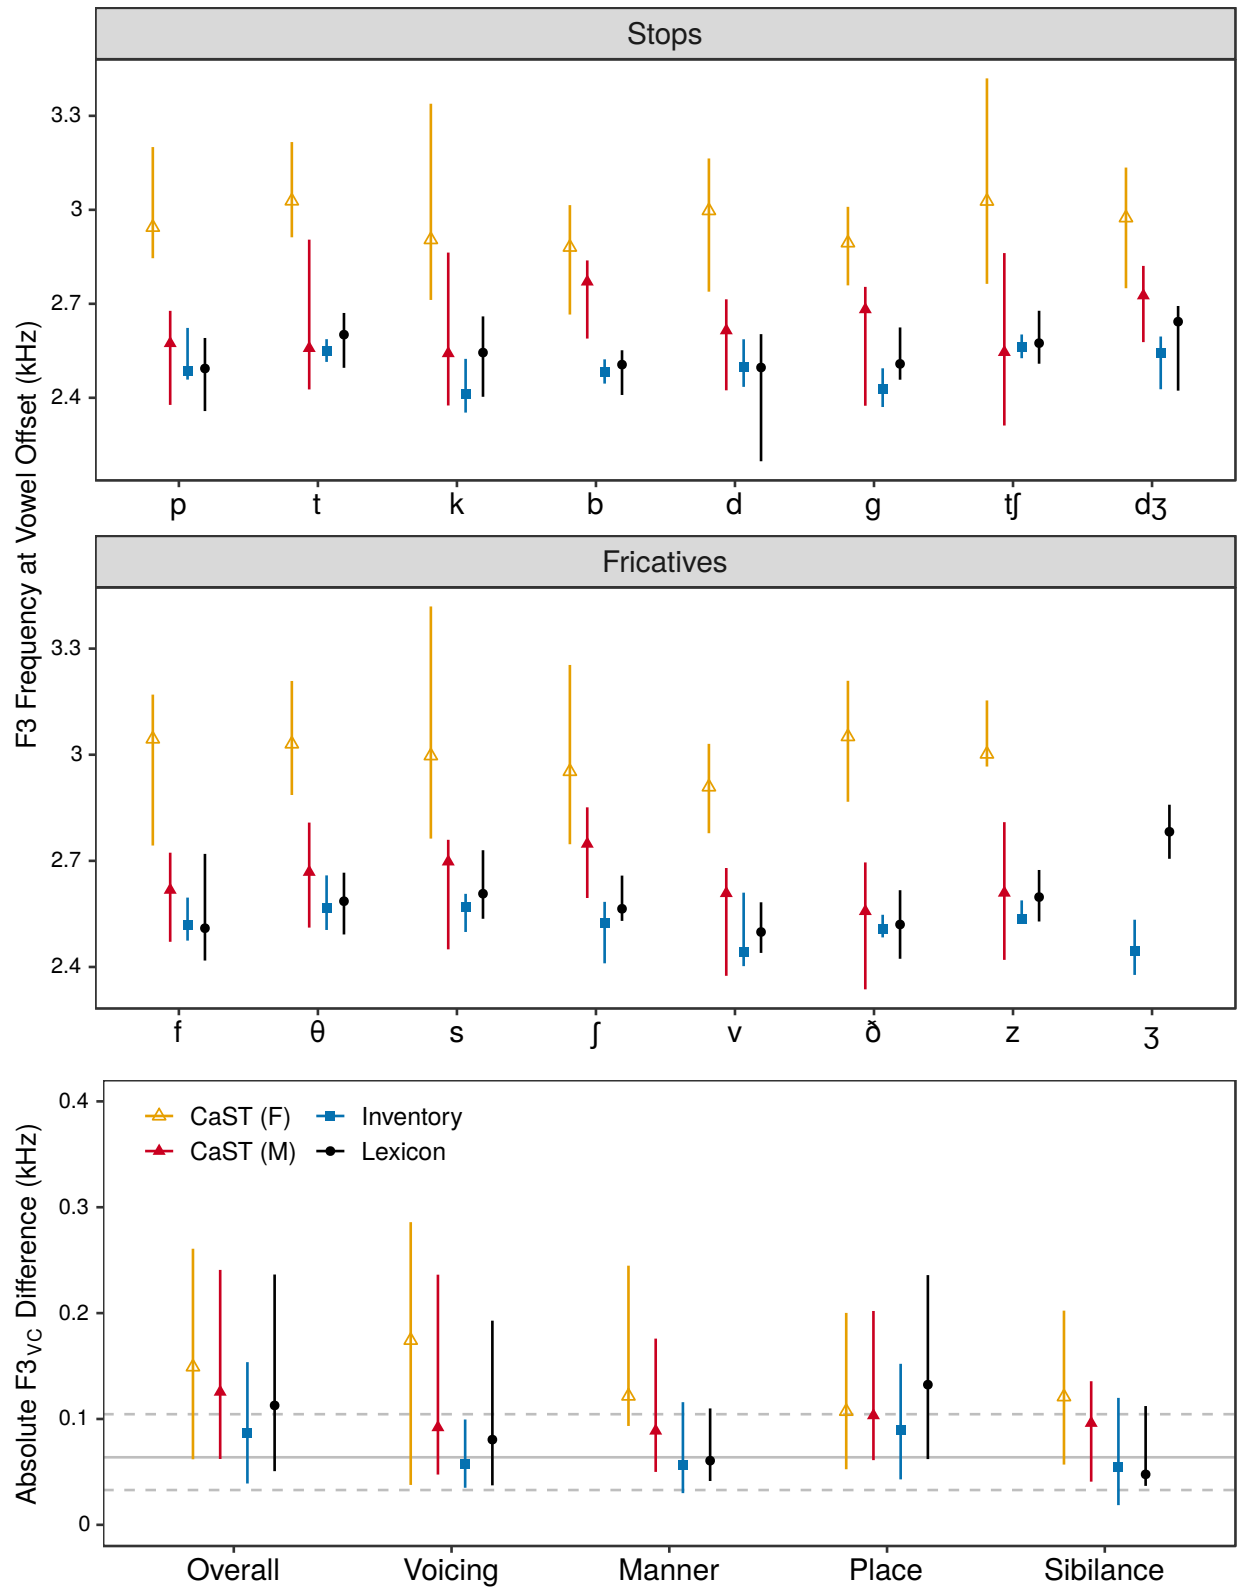 Stops
F3 Frequency at Vowel Offset (kHz)
3.3
3
2.7
2.4
p t k b d g tʃ dʒ
Fricatives
3.3
3
2.7
2.4
f θ s ʃ v ð z ʒ
Absolute F3VC Difference (kHz)
0.4
0.3
0.2
0.1
0
CaST (F) Inventory
CaST (M) Lexicon
Overall Voicing Manner Place Sibilance